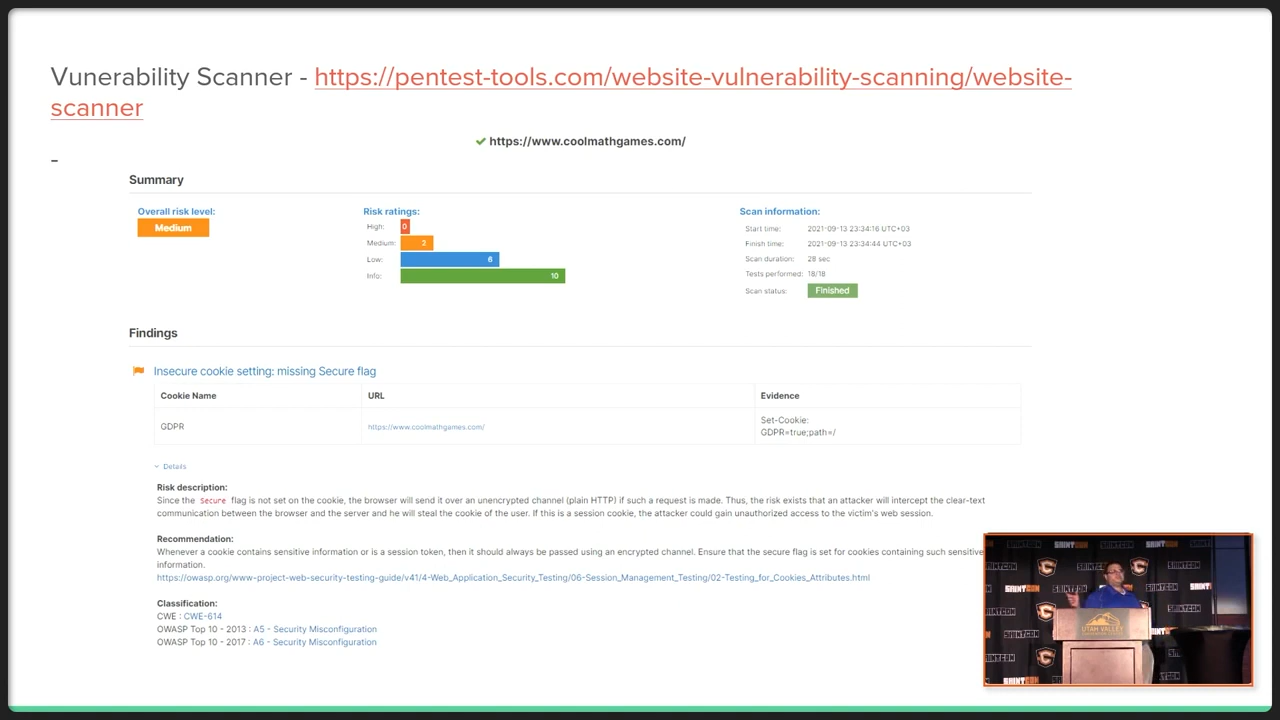 Vunerability Scanner - https://pentest-tools.com/website-vulnerability-scanning/website-
scanner
✔ https://www.coolmathgames.com/
–
Summary
Overall risk level:
Medium
Risk ratings:
High: 0
Medium: 2
Low: 6
Info: 10
Scan information:
Start time: 2021-09-13 23:34:16 UTC+03
Finish time: 2021-09-13 23:34:44 UTC+03
Scan duration: 28 sec
Tests performed: 18/18
Scan status: Finished
Findings
Insecure cookie setting: missing Secure flag
Cookie Name URL Evidence
GDPR https://www.coolmathgames.com/ Set-Cookie:
GDPR=true;path=/
Details
Risk description:
Since the Secure flag is not set on the cookie, the browser will send it over an unencrypted channel (plain HTTP) if such a request is made. Thus, the risk exists that an attacker will intercept the clear-text
communication between the browser and the server and he will steal the cookie of the user. If this is a session cookie, the attacker could gain unauthorized access to the victim's web session.
Recommendation:
Whenever a cookie contains sensitive information or is a session token, then it should always be passed using an encrypted channel. Ensure that the secure flag is set for cookies containing such sensitive
information.
https://owasp.org/www-project-web-security-testing-guide/v41/4-Web_Application_Security_Testing/06-Session_Management_Testing/02-Testing_for_Cookies_Attributes.html
Classification:
CWE : CWE-614
OWASP Top 10 - 2013 : A5 - Security Misconfiguration
OWASP Top 10 - 2017 : A6 - Security Misconfiguration
SAINTCON
UTAH VALLEY